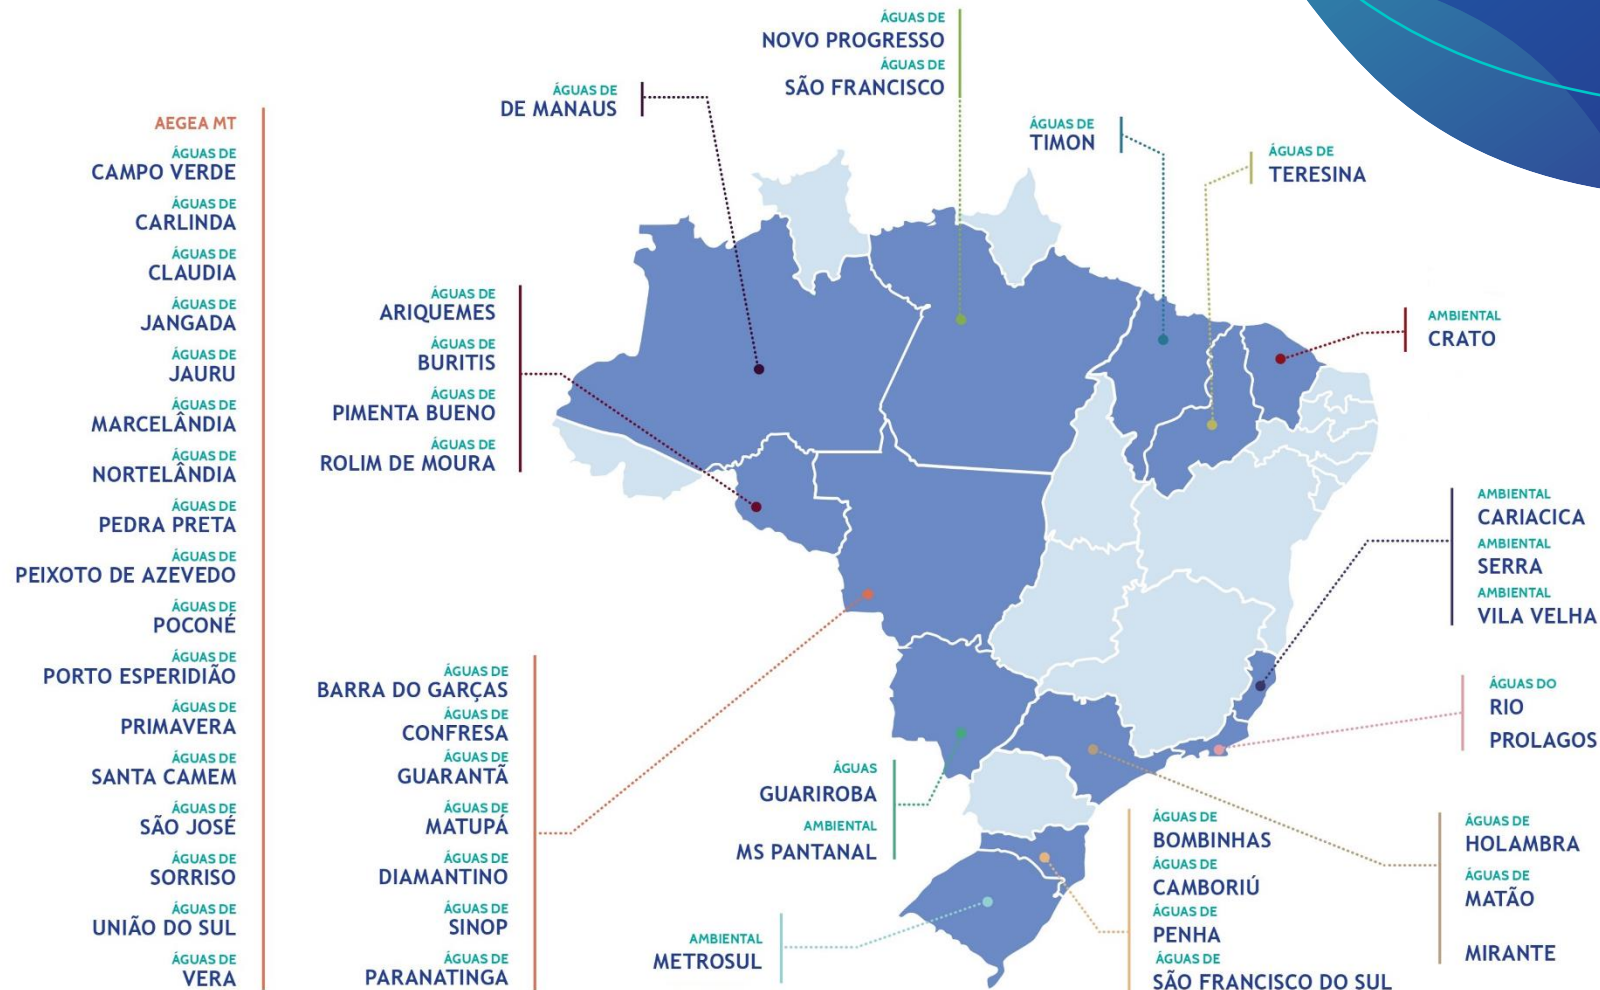 ÁGUAS DE
NOVO PROGRESSO
ÁGUAS DE
SÃO FRANCISCO
ÁGUAS DE
DE MANAUS
ÁGUAS DE
TIMON
ÁGUAS DE
TERESINA
AEGEA MT
ÁGUAS DE
CAMPO VERDE
ÁGUAS DE
CARLINDA
ÁGUAS DE
CLAUDIA
ÁGUAS DE
JANGADA
ÁGUAS DE
JAURU
ÁGUAS DE
MARCELÂNDIA
ÁGUAS DE
NORTELÂNDIA
ÁGUAS DE
PEDRA PRETA
ÁGUAS DE
PEIXOTO DE AZEVEDO
ÁGUAS DE
POCONÉ
ÁGUAS DE
PORTO ESPERIDIÃO
ÁGUAS DE
PRIMAVERA
ÁGUAS DE
SANTA CAMEM
ÁGUAS DE
SÃO JOSÉ
ÁGUAS DE
SORRISO
ÁGUAS DE
UNIÃO DO SUL
ÁGUAS DE
VERA
ÁGUAS DE
ARIQUEMES
ÁGUAS DE
BURITIS
ÁGUAS DE
PIMENTA BUENO
ÁGUAS DE
ROLIM DE MOURA
ÁGUAS DE
BARRA DO GARÇAS
ÁGUAS DE
CONFRESA
ÁGUAS DE
GUARANTÃ
ÁGUAS DE
MATUPÁ
ÁGUAS DE
DIAMANTINO
ÁGUAS DE
SINOP
ÁGUAS DE
PARANATINGA
ÁGUAS
GUARIROBA
AMBIENTAL
MS PANTANAL
AMBIENTAL
METROSUL
AMBIENTAL
CRATO
AMBIENTAL
CARIACICA
AMBIENTAL
SERRA
AMBIENTAL
VILA VELHA
ÁGUAS DO
RIO
PROLAGOS
ÁGUAS DE
BOMBINHAS
ÁGUAS DE
CAMBORIÚ
ÁGUAS DE
PENHA
ÁGUAS DE
SÃO FRANCISCO DO SUL
ÁGUAS DE
HOLAMBRA
ÁGUAS DE
MATÃO
MIRANTE